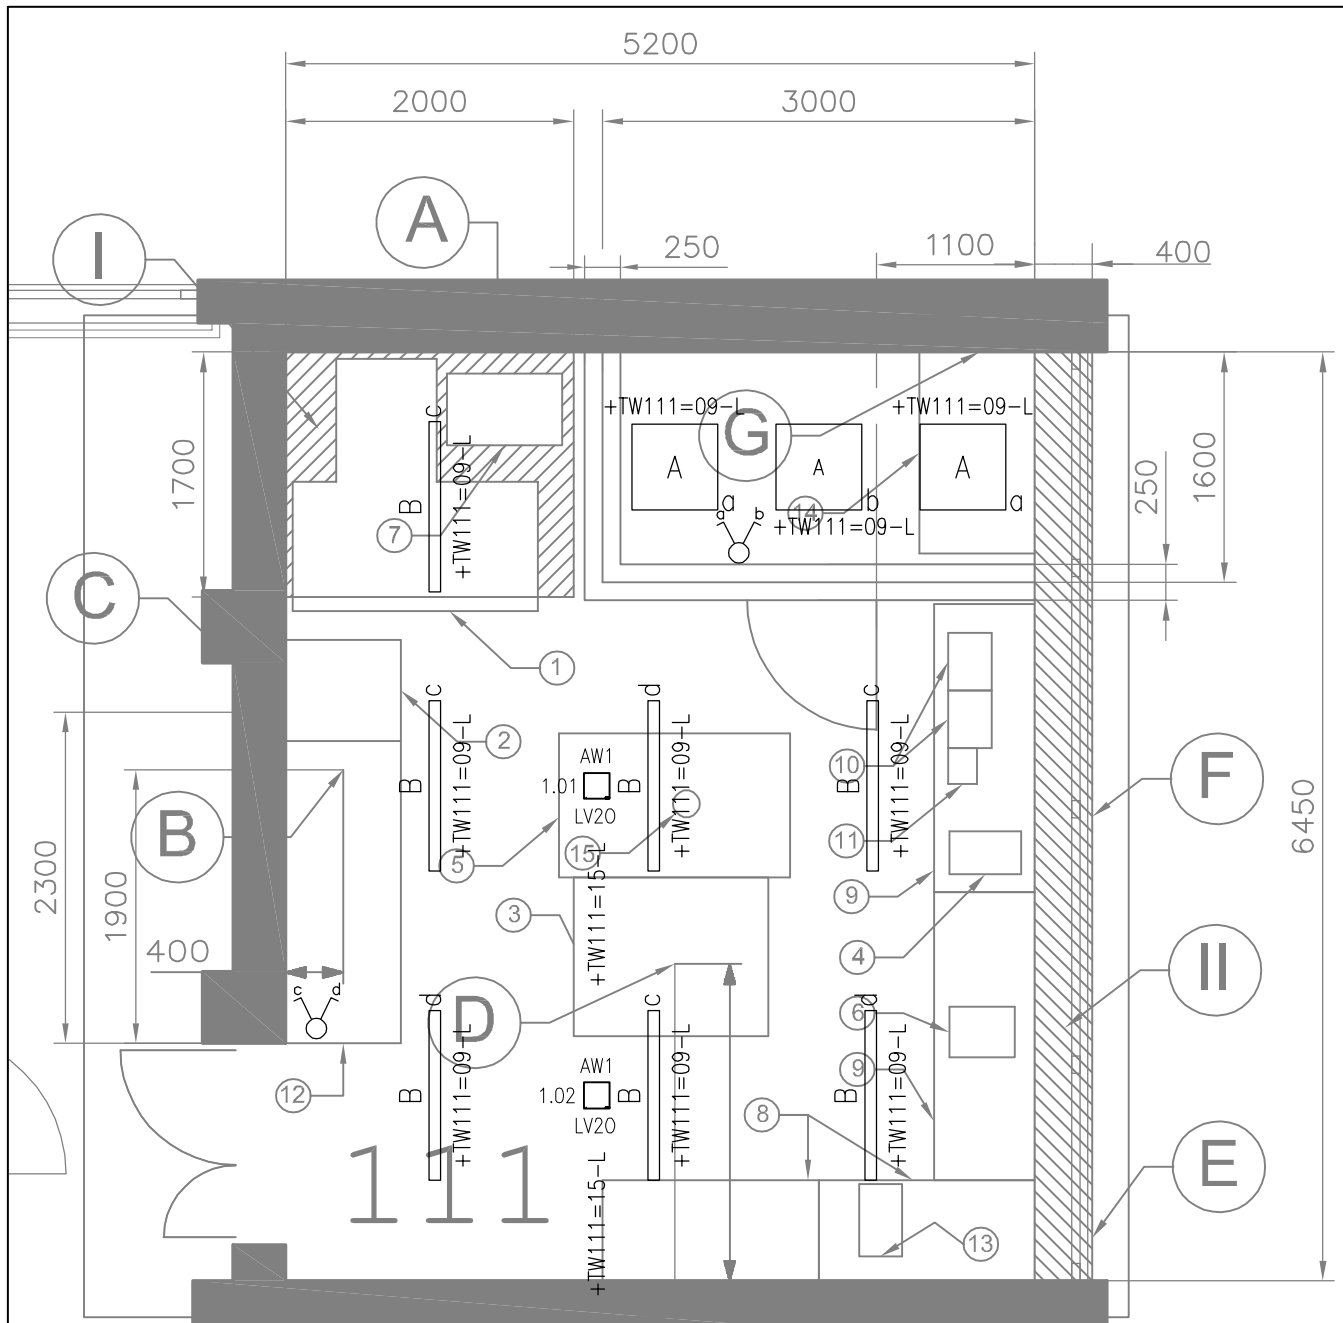 5200
2000
3000
A
I
250
1100
400
+TW111=09-L
+TW111=09-L
G
c
A
A
A
1700
B
+TW111=09-L
7
a
b
a
14
a
b
+TW111=09-L
250
1600
C
1
c
d
c
2
+TW111=09-L
+TW111=09-L
+TW111=09-L
10
F
AW1
1.01
LV20
B
B
B
B
11
15
5
6450
2300
1900
9
3
+TW111=15-L
4
400
II
c
d
d
c
d
D
6
+TW111=09-L
+TW111=09-L
+TW111=09-L
9
AW1
1.02
LV20
B
B
B
12
8
E
111
+TW111=15-L
13